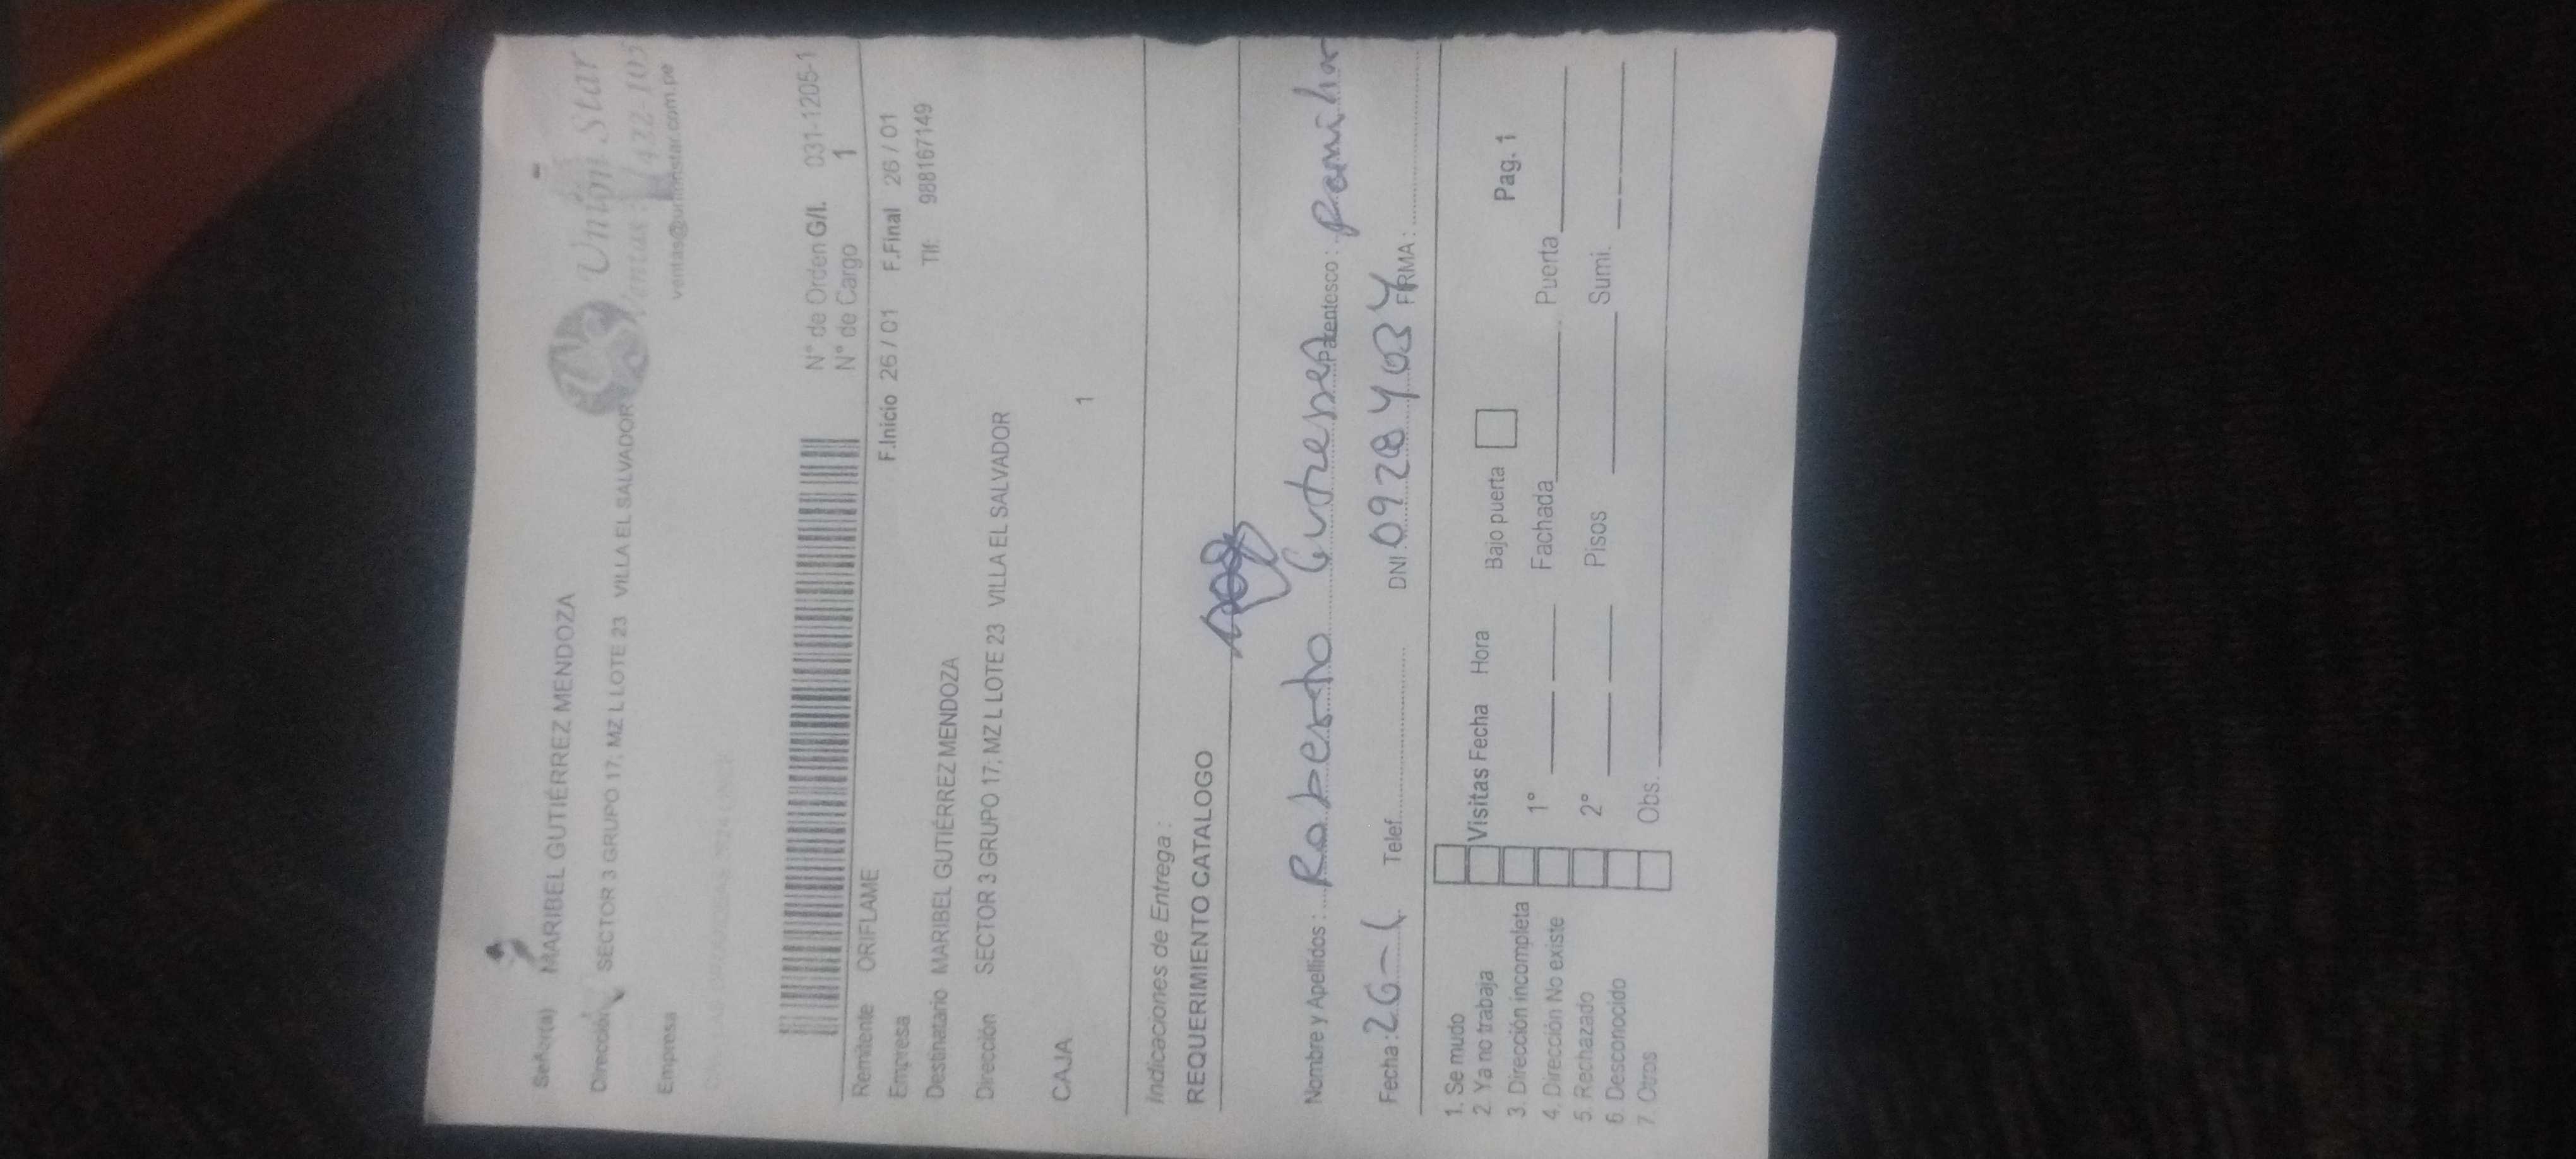 Señor(a) MARIBEL GUTIÉRREZ MENDOZA
Dirección SECTOR 3 GRUPO 17, MZ L LOTE 23 VILLA EL SALVADOR
Empresa
Unión Star
ventas@unionstar.com.pe
N° de Orden G/I. 031-1205-1
N° de Cargo 1
Remitente ORIFLAME
F.Inicio 26 / 01 F.Final 26 / 01
Empresa
Destinatario MARIBEL GUTIÉRREZ MENDOZA Tlf: 988167149
Dirección SECTOR 3 GRUPO 17, MZ L LOTE 23 VILLA EL SALVADOR
CAJA 1
Indicaciones de Entrega :
REQUERIMIENTO CATALOGO
Nombre y Apellidos : Roberto Parentesco :
Fecha : 26-1 Telef. DNI 09284034 FIRMA :
1. Se mudo
2. Ya no trabaja Visitas Fecha Hora Bajo puerta Pag. 1
3. Dirección incompleta
4. Dirección No existe 1° Fachada Puerta
5. Rechazado 2° Pisos Sumi.
6. Desconocido
7. Otros Obs.